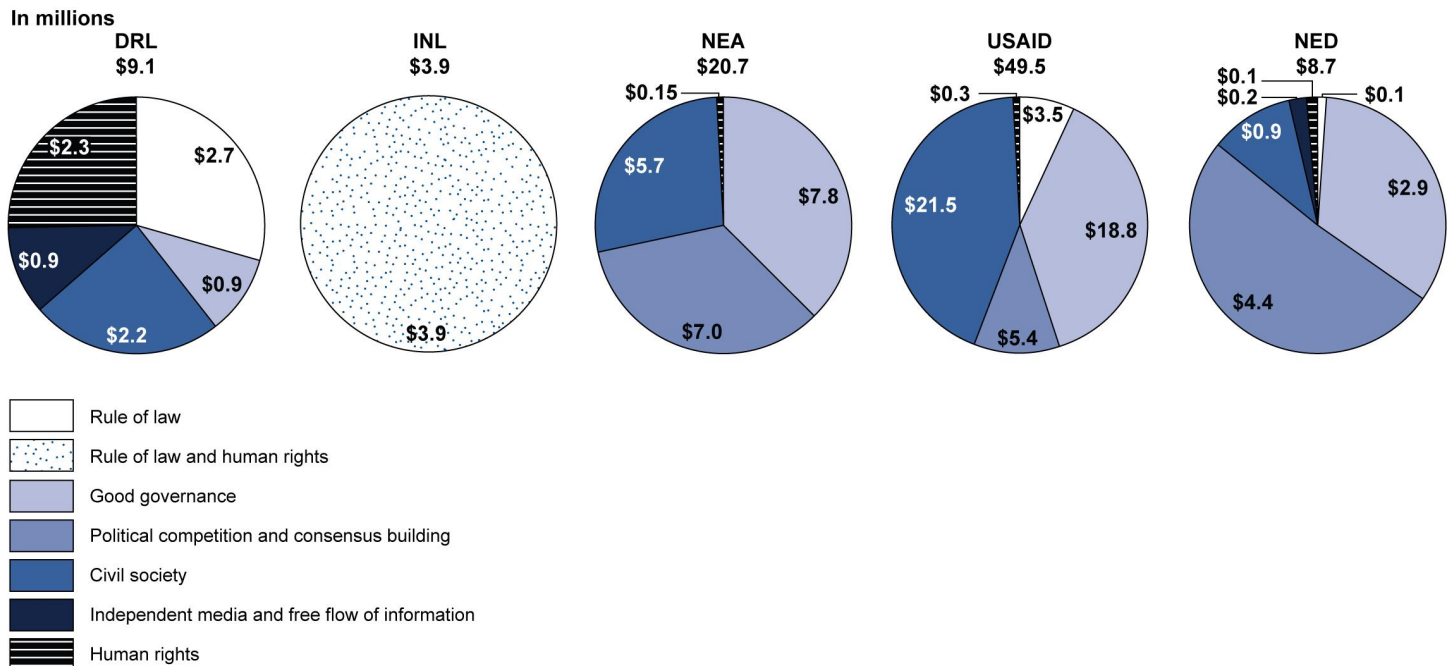 In millions
DRL
$9.1
$2.3
$2.7
$0.9
$0.9
$2.2
INL
$3.9
$3.9
NEA
$20.7
$0.15
$5.7
$7.8
$7.0
USAID
$49.5
$0.3
$3.5
$21.5
$18.8
$5.4
NED
$8.7
$0.1
$0.2
$0.1
$0.9
$2.9
$4.4
Rule of law
Rule of law and human rights
Good governance
Political competition and consensus building
Civil society
Independent media and free flow of information
Human rights